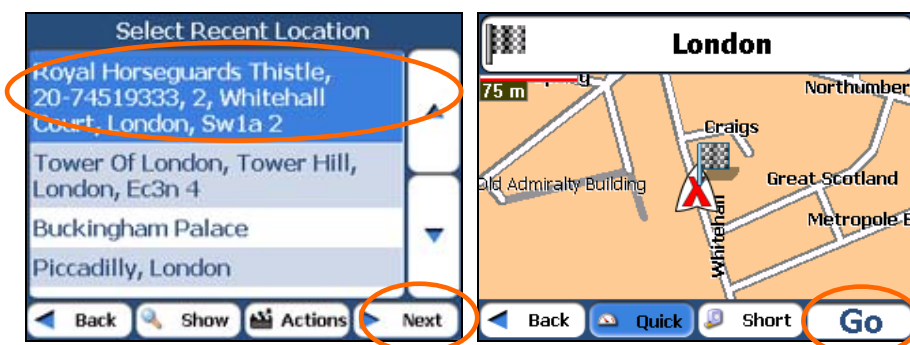 Select Recent Location
Royal Horseguards Thistle,
20-74519333, 2, Whitehall
Court, London, Sw1a 2
Tower Of London, Tower Hill,
London, Ec3n 4
Buckingham Palace
Piccadilly, London
Back Show Actions Next
London
75 m
Northumber
Craigs
Old Admiralty Building
Great Scotland
Metropole B
Whitehall
Back Quick Short Go